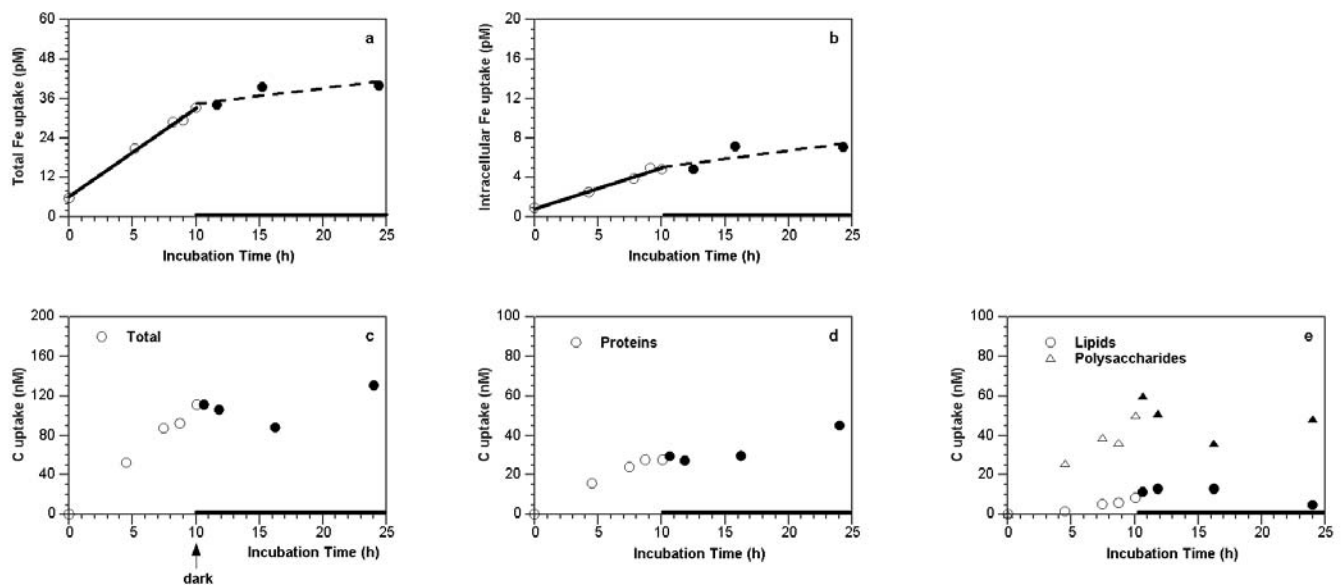 a
Total Fe uptake (pM)
60
48
36
24
12
0
0 5 10 15 20 25
Incubation Time (h)
b
Intracellular Fe uptake (pM)
20
16
12
8
4
0
0 5 10 15 20 25
Incubation Time (h)
c
Total
C uptake (nM)
200
160
120
80
40
0
0 5 10 15 20 25
Incubation Time (h)
dark
d
Proteins
C uptake (nM)
100
80
60
40
20
0
0 5 10 15 20 25
Incubation Time (h)
e
Lipids
Polysaccharides
C uptake (nM)
100
80
60
40
20
0
0 5 10 15 20 25
Incubation Time (h)